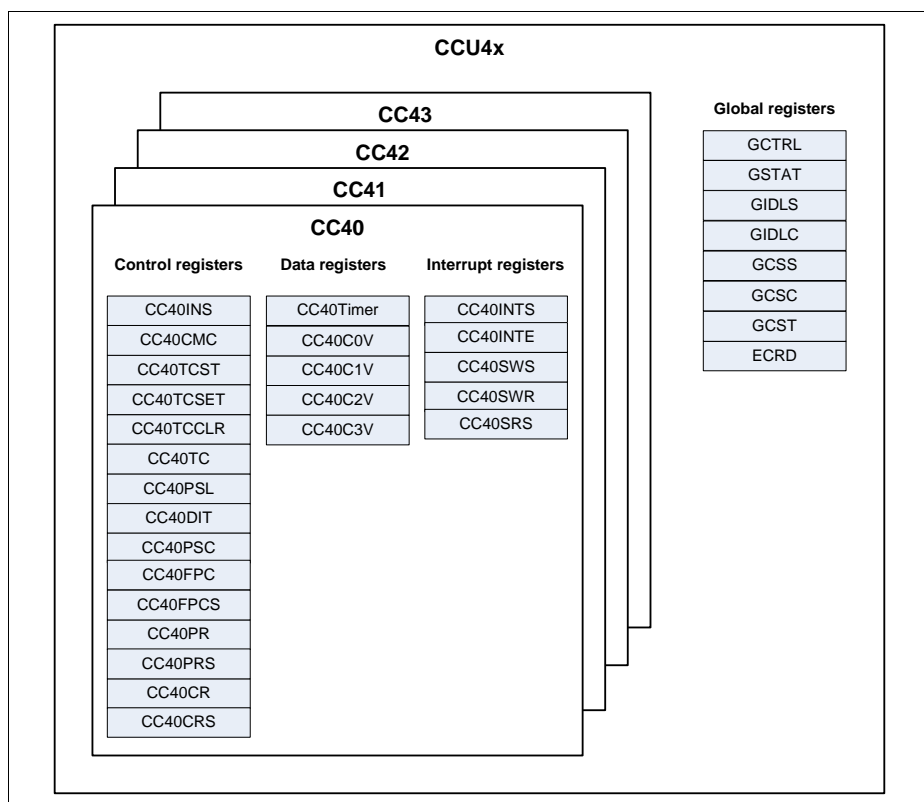 CCU4x
CC43
CC42
CC41
CC40
Control registers
CC40INS
CC40CMC
CC40TCST
CC40TCSET
CC40TCCLR
CC40TC
CC40PSL
CC40DIT
CC40PSC
CC40FPC
CC40FPCS
CC40PR
CC40PRS
CC40CR
CC40CRS
Data registers
CC40Timer
CC40C0V
CC40C1V
CC40C2V
CC40C3V
Interrupt registers
CC40INTS
CC40INTE
CC40SWS
CC40SWR
CC40SRS
Global registers
GCTRL
GSTAT
GIDLS
GIDLC
GCSS
GCSC
GCST
ECRD